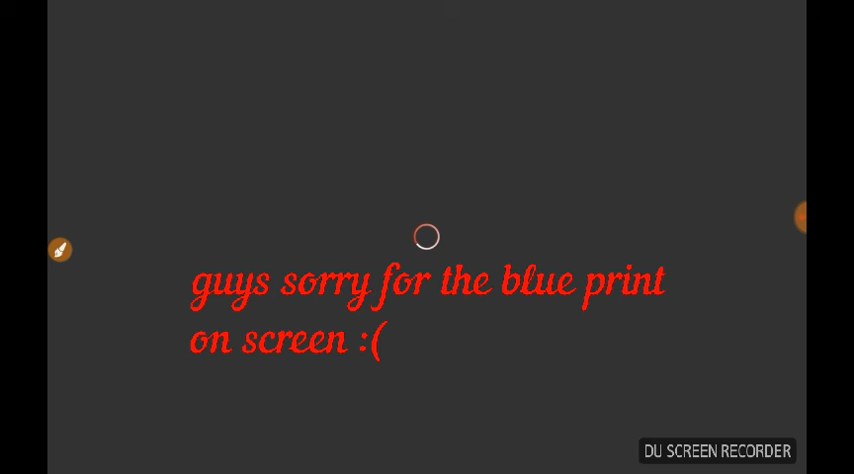 guys sorry for the blue print
on screen :(
DU SCREEN RECORDER